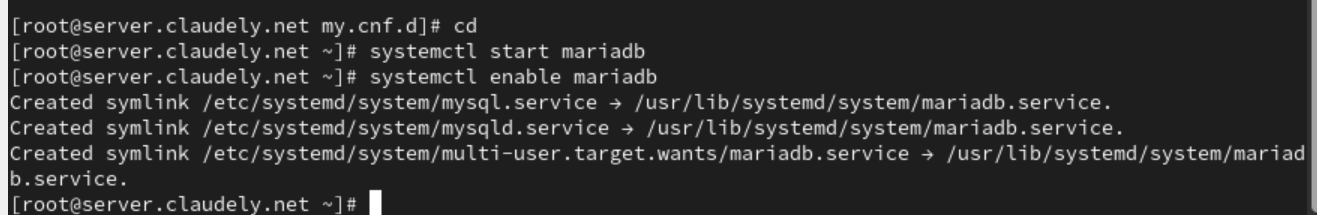 [root@server.claudely.net my.cnf.d]# cd
[root@server.claudely.net ~]# systemctl start mariadb
[root@server.claudely.net ~]# systemctl enable mariadb
Created symlink /etc/systemd/system/mysql.service → /usr/lib/systemd/system/mariadb.service.
Created symlink /etc/systemd/system/mysqld.service → /usr/lib/systemd/system/mariadb.service.
Created symlink /etc/systemd/system/multi-user.target.wants/mariadb.service → /usr/lib/systemd/system/mariad
b.service.
[root@server.claudely.net ~]#